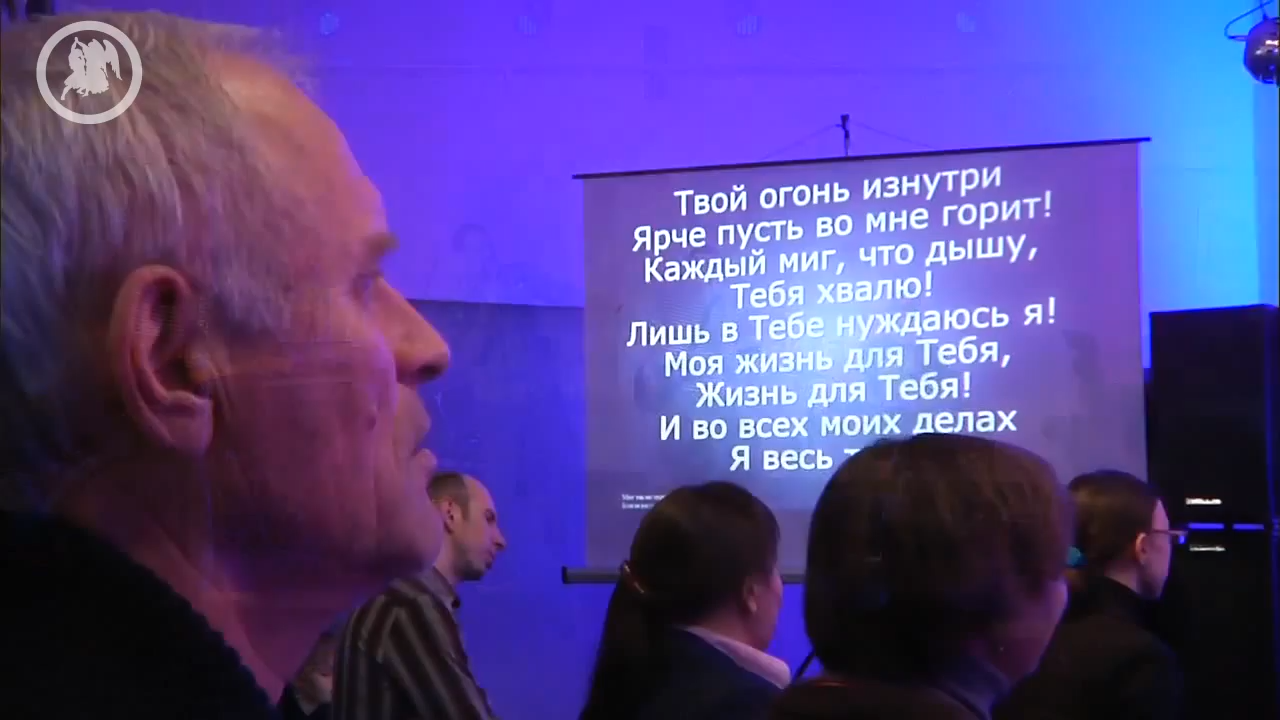 Твой огонь изнутри
Ярче пусть во мне горит!
Каждый миг, что дышу,
Тебя хвалю!
Лишь в Тебе нуждаюсь я!
Моя жизнь для Тебя,
Жизнь для Тебя!
И во всех моих делах
Я весь